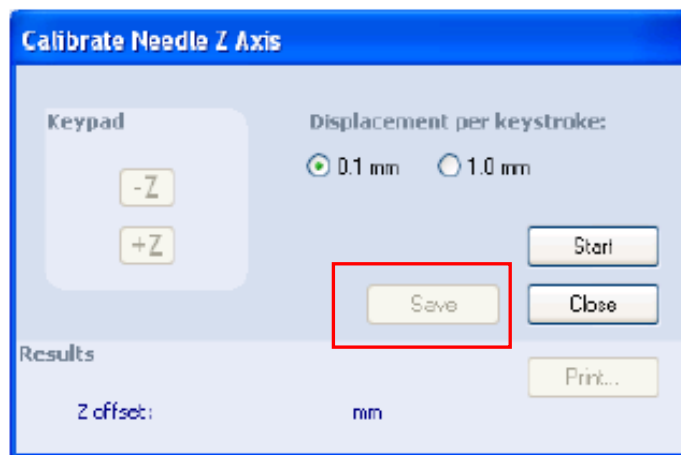 Calibrate Needle Z Axis
Keypad
Displacement per keystroke:
0.1 mm 1.0 mm
-Z
+Z
Start
Save
Close
Results
Print...
Z offset: mm